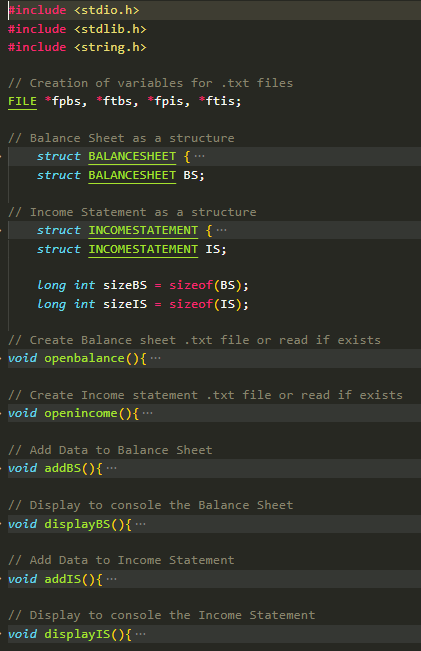 #include <stdio.h>
#include <stdlib.h>
#include <string.h>
// Creation of variables for .txt files
FILE *fpbs, *ftbs, *fpis, *ftis;
// Balance Sheet as a structure
struct BALANCESHEET {···
struct BALANCESHEET BS;
// Income Statement as a structure
struct INCOMESTATEMENT {···
struct INCOMESTATEMENT IS;
long int sizeBS = sizeof(BS);
long int sizeIS = sizeof(IS);
// Create Balance sheet .txt file or read if exists
void openbalance(){···
// Create Income statement .txt file or read if exists
void openincome(){···
// Add Data to Balance Sheet
void addBS(){···
// Display to console the Balance Sheet
void displayBS(){···
// Add Data to Income Statement
void addIS(){···
// Display to console the Income Statement
void displayIS(){···